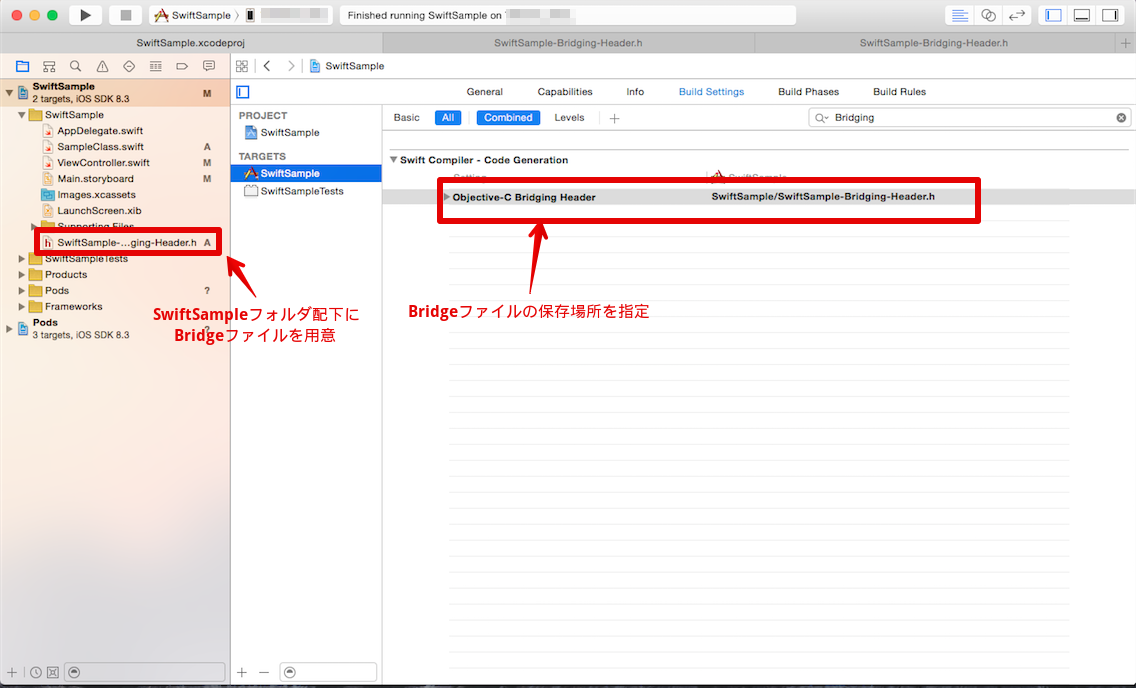 SwiftSample
Finished running SwiftSample on
SwiftSample.xcodeproj
SwiftSample-Bridging-Header.h
SwiftSample-Bridging-Header.h
SwiftSample
2 targets, iOS SDK 8.3
M
SwiftSample
AppDelegate.swift
SampleClass.swift A
ViewController.swift M
Main.storyboard M
Images.xcassets
LaunchScreen.xib
Supporting Files
SwiftSample-...ging-Header.h A
SwiftSampleTests
Products
Pods ?
Frameworks
Pods
3 targets, iOS SDK 8.3
?
SwiftSampleフォルダ配下に
Bridgeファイルを用意
SwiftSample
PROJECT
SwiftSample
TARGETS
SwiftSample
SwiftSampleTests
General Capabilities Info Build Settings Build Phases Build Rules
Basic All Combined Levels
Bridging
Swift Compiler - Code Generation
Setting SwiftSample
Objective-C Bridging Header SwiftSample/SwiftSample-Bridging-Header.h
Bridgeファイルの保存場所を指定